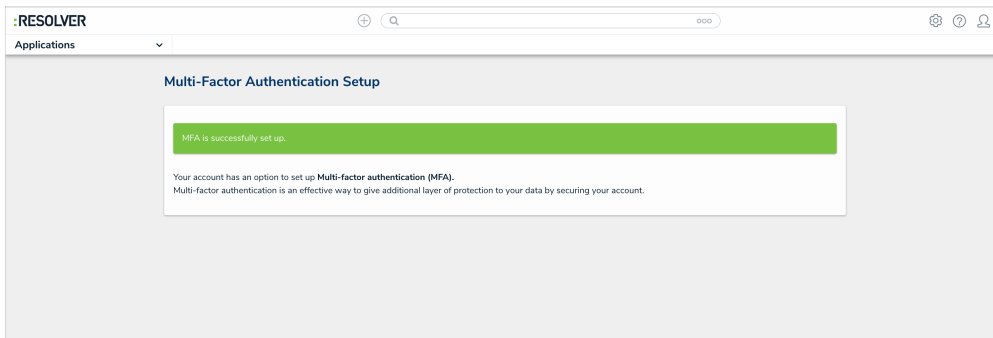 :RESOLVER
Applications
Multi-Factor Authentication Setup
MFA is successfully set up.
Your account has an option to set up Multi-factor authentication (MFA).
Multi-factor authentication is an effective way to give additional layer of protection to your data by securing your account.